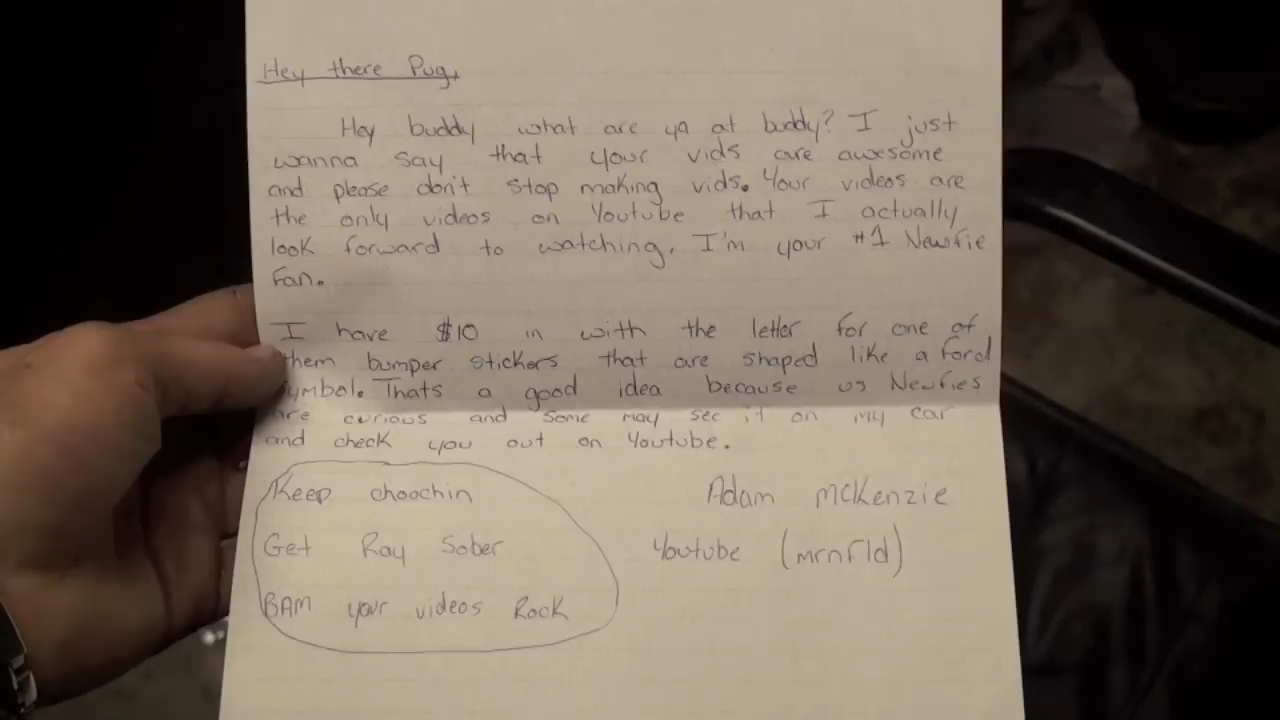 Hey there Pug,
Hey buddy what are ya at buddy? I just
wanna say that your vids are awesome
and please don't stop making vids. Your videos are
the only videos on Youtube that I actually
look forward to watching. I'm your #1 Newfie
Fan.
I have $10 in with the letter for one of
them bumper stickers that are shaped like a Ford
symbol. Thats a good idea because us Newfies
are curious and some may see it on my car
and check you out on Youtube.
Keep choochin
Get Ray Sober
BAM your videos Rock
Adam McKenzie
Youtube (mrnfld)